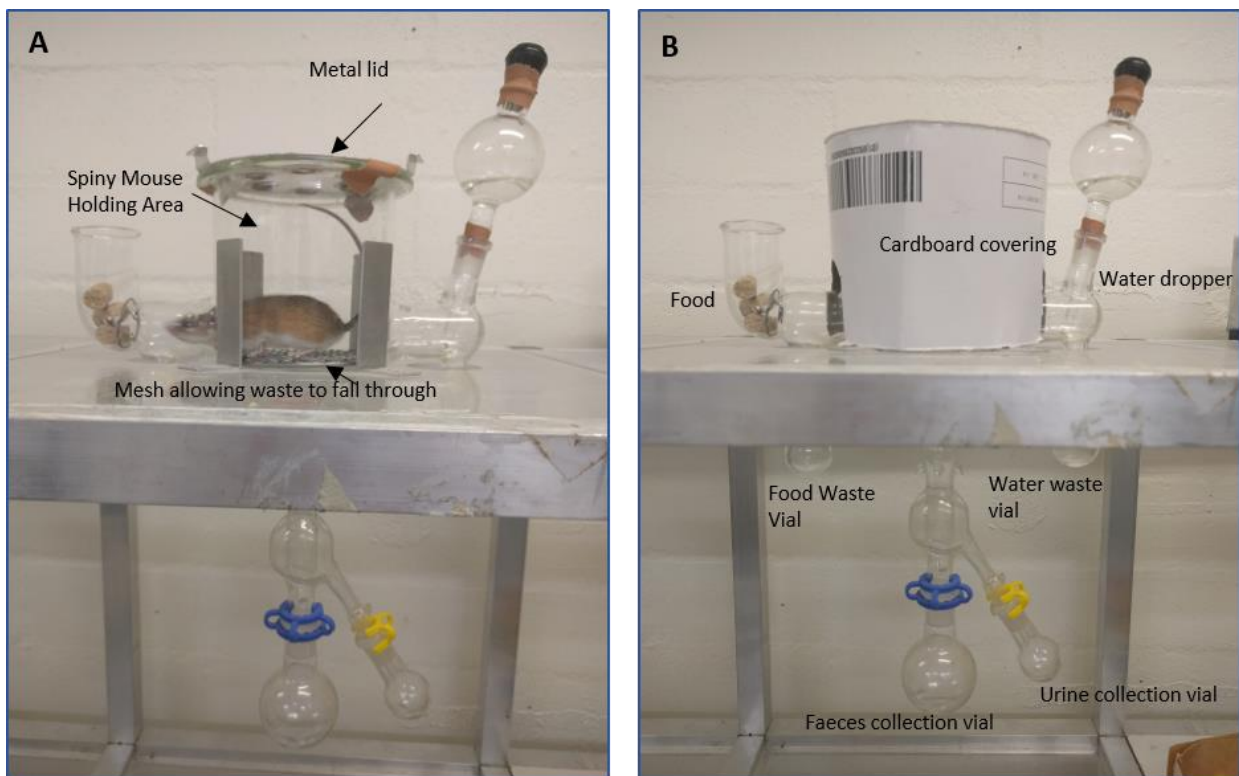 A
Metal lid
Spiny Mouse
Holding Area
Mesh allowing waste to fall through
B
Cardboard covering
Water dropper
Food
Food Waste
Vial
Water waste
vial
Urine collection vial
Faeces collection vial